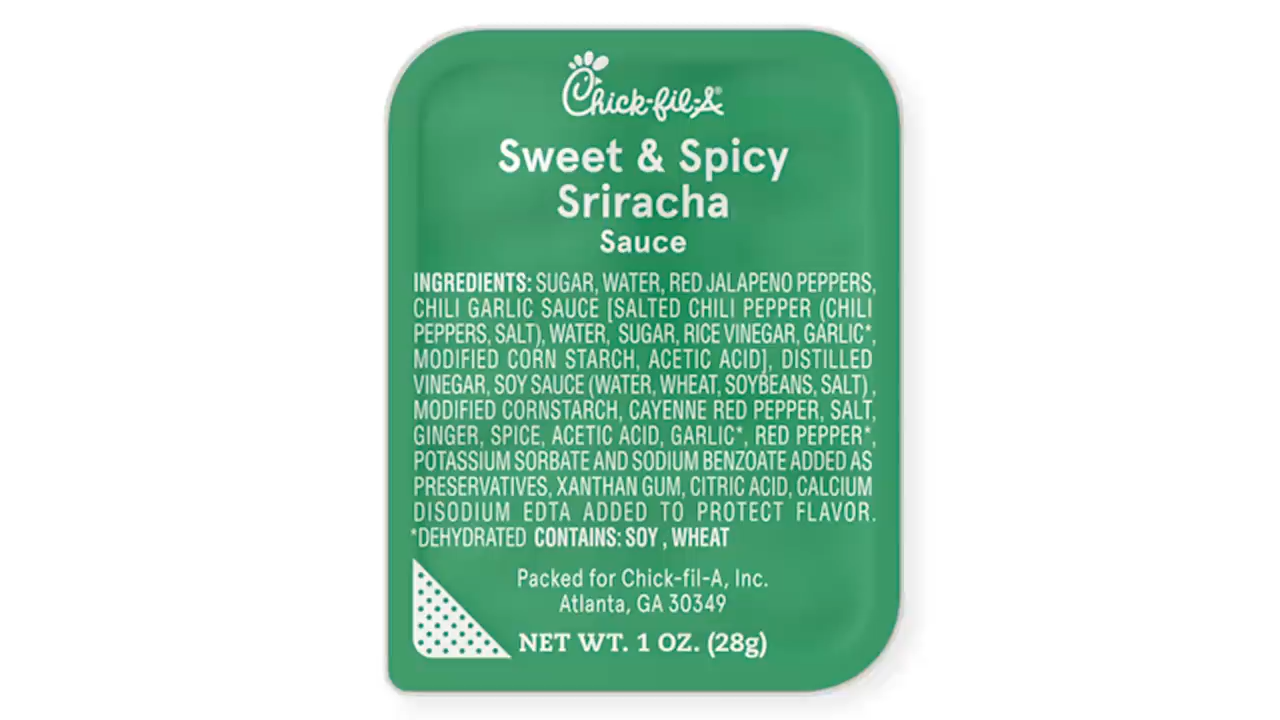 Chick-fil-A®
Sweet & Spicy
Sriracha
Sauce
INGREDIENTS: SUGAR, WATER, RED JALAPENO PEPPERS,
CHILI GARLIC SAUCE [SALTED CHILI PEPPER (CHILI
PEPPERS, SALT), WATER, SUGAR, RICE VINEGAR, GARLIC*,
MODIFIED CORN STARCH, ACETIC ACID], DISTILLED
VINEGAR, SOY SAUCE (WATER, WHEAT, SOYBEANS, SALT) ,
MODIFIED CORNSTARCH, CAYENNE RED PEPPER, SALT,
GINGER, SPICE, ACETIC ACID, GARLIC*, RED PEPPER*,
POTASSIUM SORBATE AND SODIUM BENZOATE ADDED AS
PRESERVATIVES, XANTHAN GUM, CITRIC ACID, CALCIUM
DISODIUM EDTA ADDED TO PROTECT FLAVOR.
*DEHYDRATED CONTAINS: SOY , WHEAT
Packed for Chick-fil-A, Inc.
Atlanta, GA 30349
NET WT. 1 OZ. (28g)